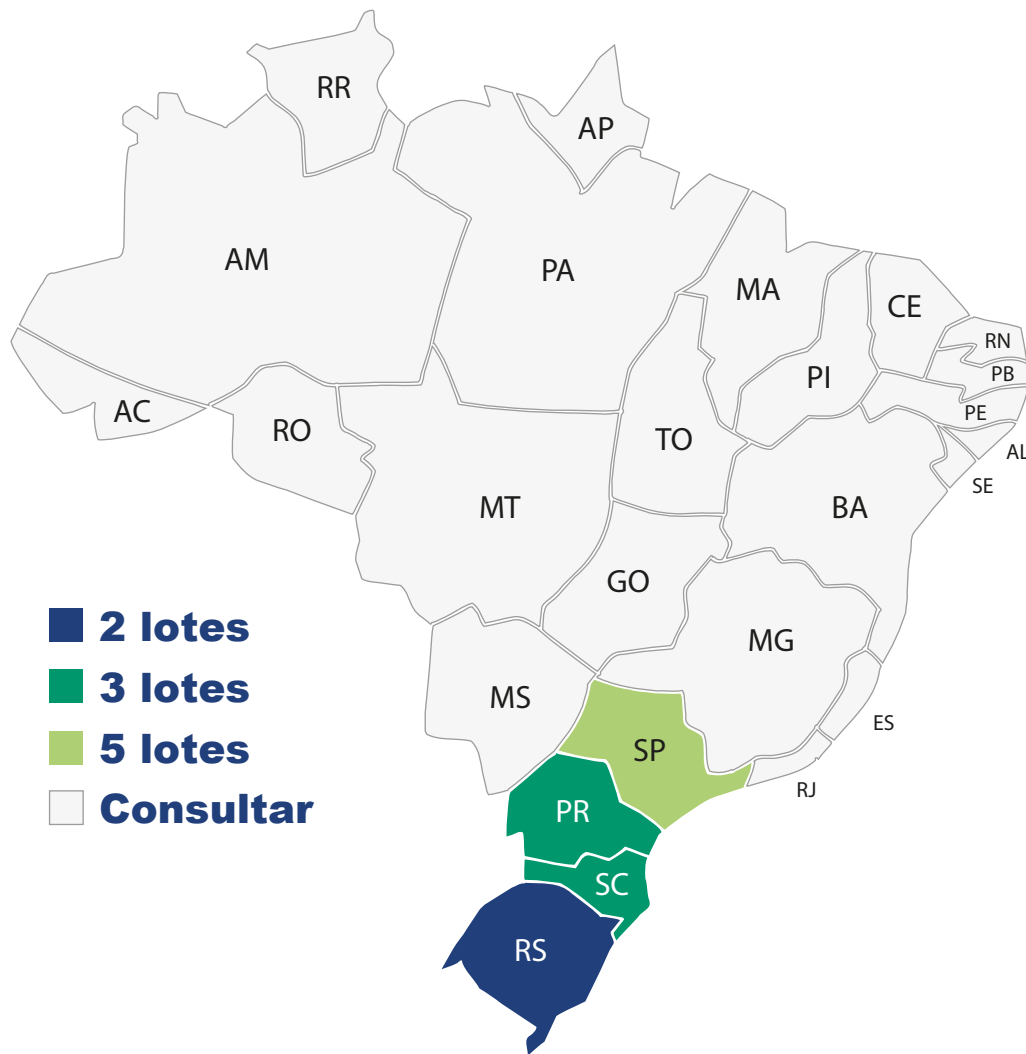 RR
AP
AM
PA
MA
CE
RN
PB
PI
PE
AC
RO
TO
AL
SE
MT
BA
GO
2 lotes
MG
3 lotes
MS
ES
5 lotes
SP
RJ
Consultar
PR
SC
RS